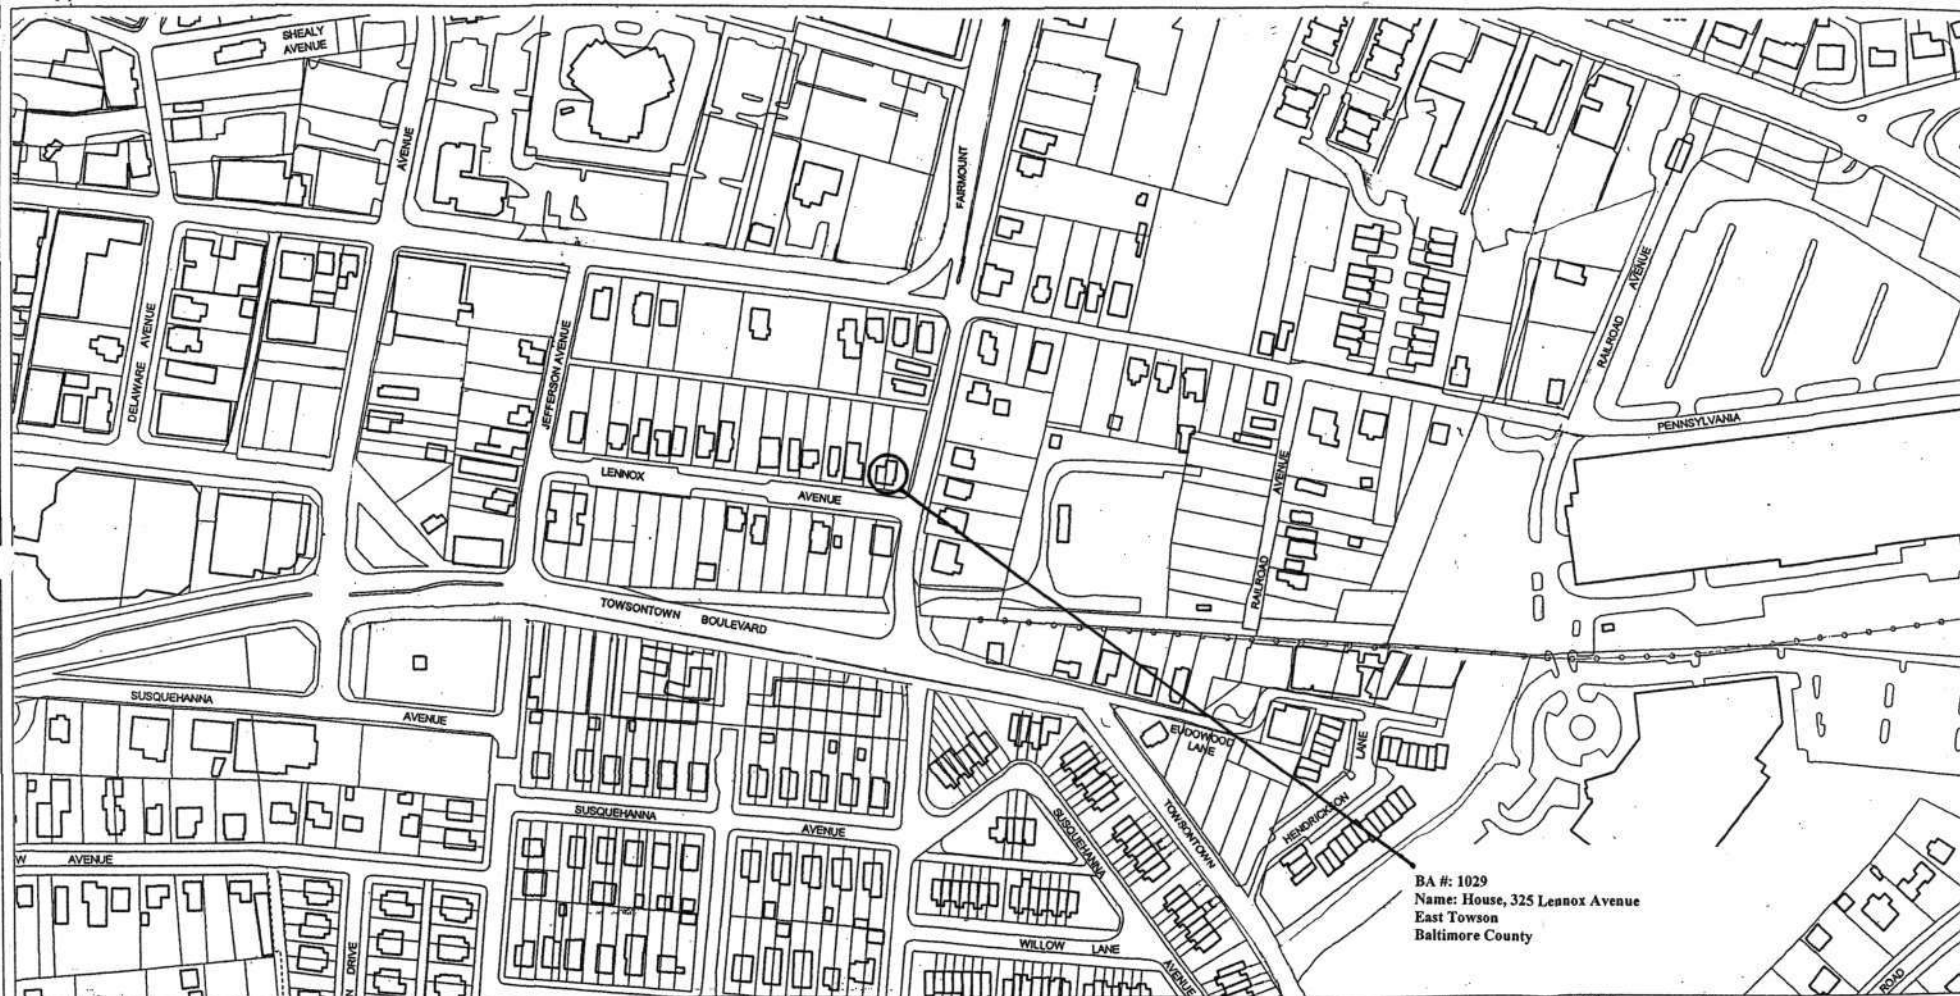 SHEALY
AVENUE
AVENUE
FAIRMOUNT
AVENUE
RAILROAD
DELAWARE AVENUE
JEFFERSON AVENUE
PENNSYLVANIA
LENNOX
AVENUE
AVENUE
RAILROAD
TOWSONTOWN BOULEVARD
SUSQUEHANNA
AVENUE
EUDOWOOD
LANE
LANE
SUSQUEHANNA
AVENUE
SUSQUEHANNA
AVENUE
TOWSONTOWN
HENDRICKSON
W AVENUE
DRIVE
WILLOW LANE
BA #: 1029
Name: House, 325 Lennox Avenue
East Towson
Baltimore County
ROAD